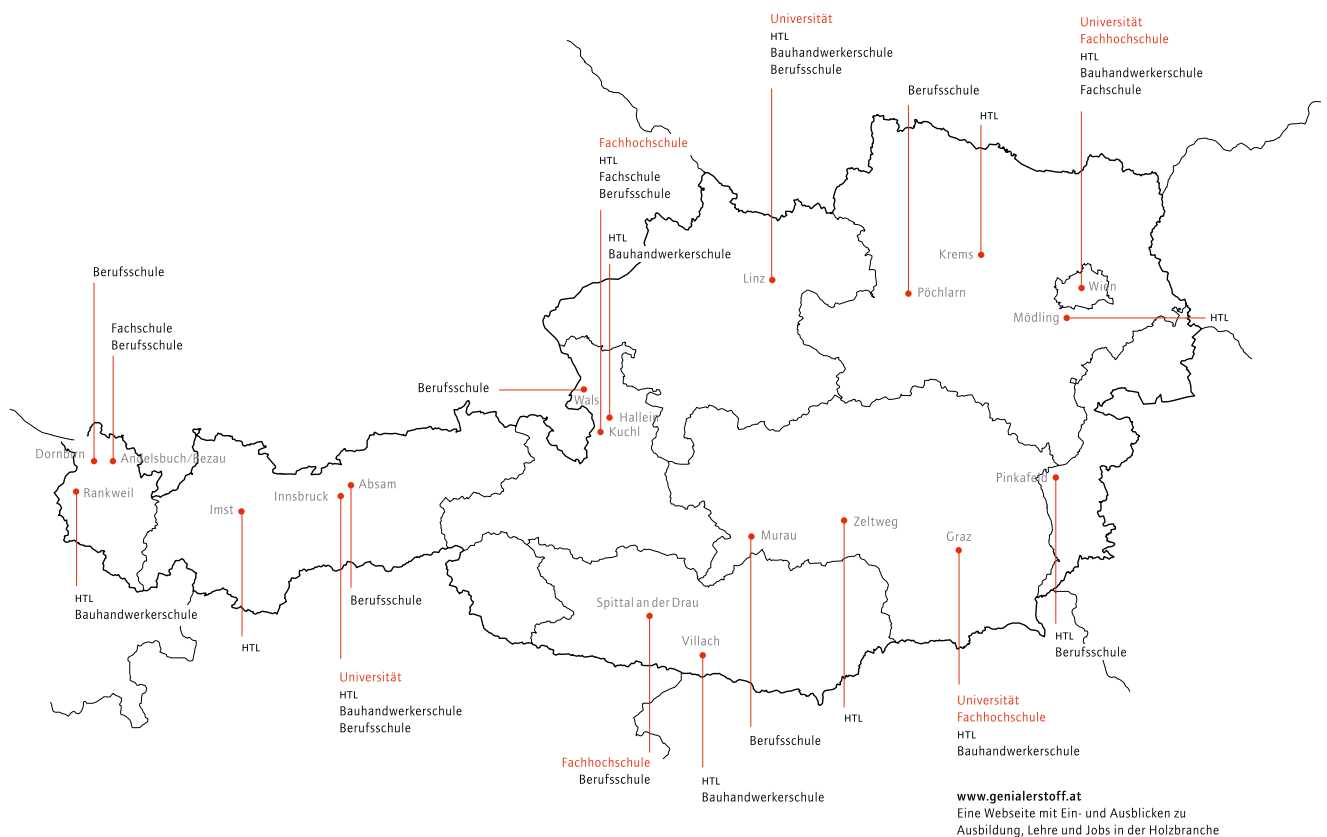 Universität
HTL
Bauhandwerkerschule
Berufsschule
Universität
Fachhochschule
HTL
Bauhandwerkerschule
Fachschule
Berufsschule
HTL
Fachhochschule
HTL
Fachschule
Berufsschule
HTL
Bauhandwerkerschule
Berufsschule
Fachschule
Berufsschule
Linz
Krems
Pöchlarn
Wien
Mödling
HTL
Berufsschule
Wals
Hallein
Kuchl
Dornbirn
Andelsbuch/Bezau
Rankweil
Imst
Innsbruck
Absam
Pinkafeld
Murau
Zeltweg
Graz
HTL
Bauhandwerkerschule
Berufsschule
Spittal an der Drau
Villach
HTL
HTL
Berufsschule
Universität
HTL
Bauhandwerkerschule
Berufsschule
HTL
Berufsschule
Universität
Fachhochschule
HTL
Bauhandwerkerschule
Fachhochschule
Berufsschule
HTL
Bauhandwerkerschule
www.genialerstoff.at
Eine Webseite mit Ein- und Ausblicken zu
Ausbildung, Lehre und Jobs in der Holzbranche